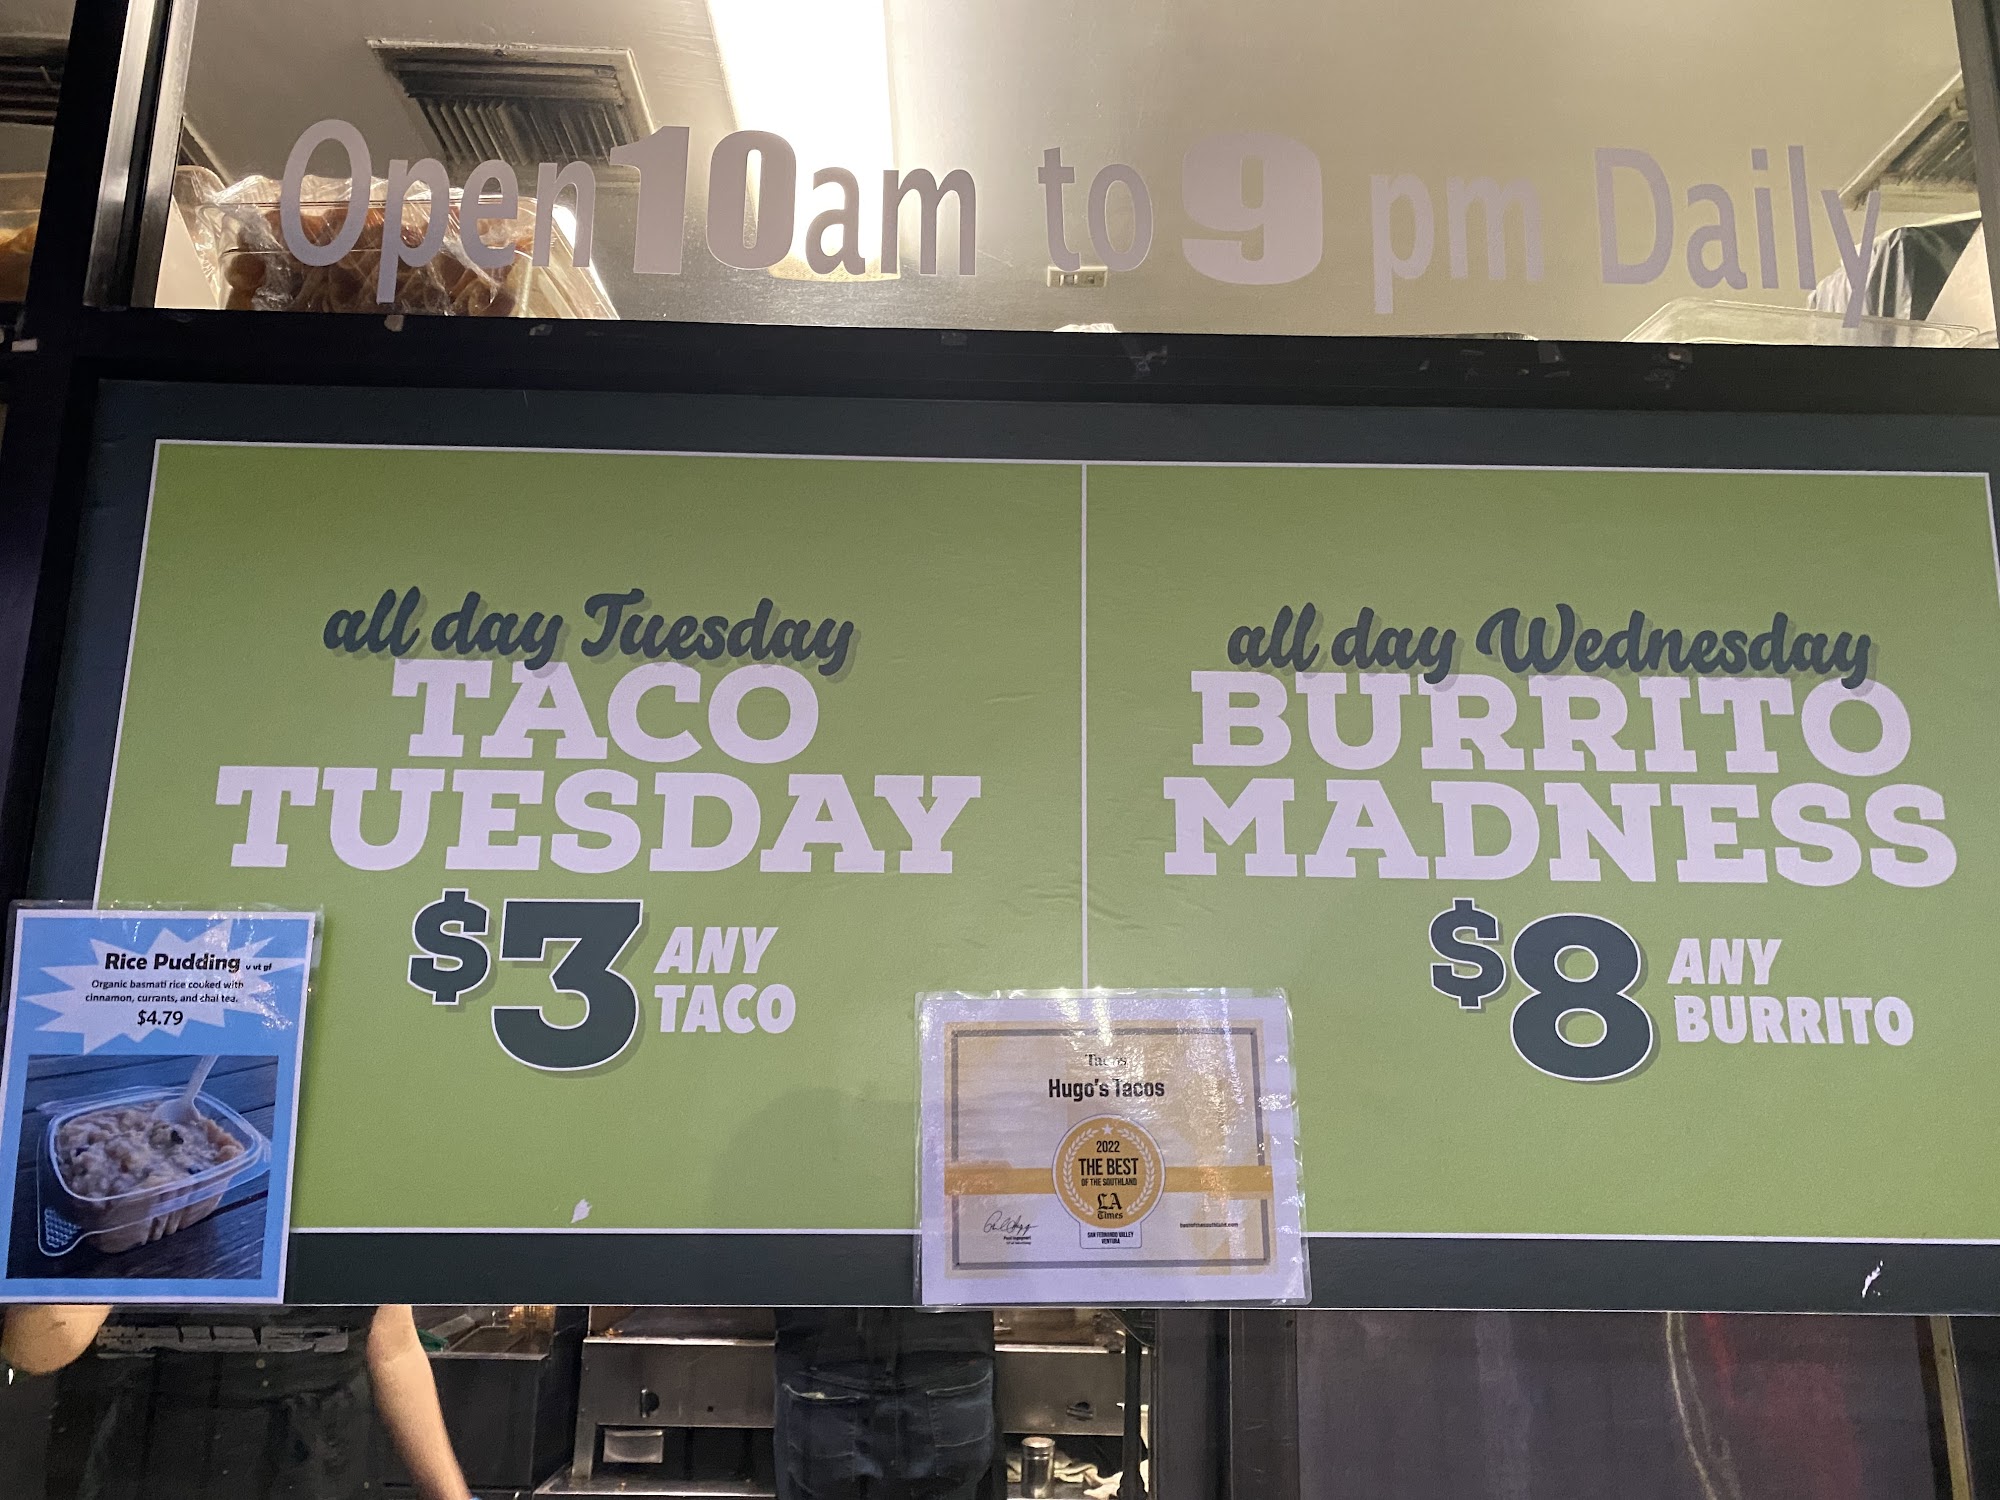 Open 10am to 9 pm Daily
all day Tuesday
TACO
TUESDAY
$3 ANY
TACO
all day Wednesday
BURRITO
MADNESS
$8 ANY
BURRITO
Rice Pudding v vt gf
Organic basmati rice cooked with
cinnamon, currants, and chai tea.
$4.79
Tacos
Hugo's Tacos
2022
THE BEST
OF THE SOUTHLAND
LA
Times
SAN FERNANDO VALLEY
VENTURA